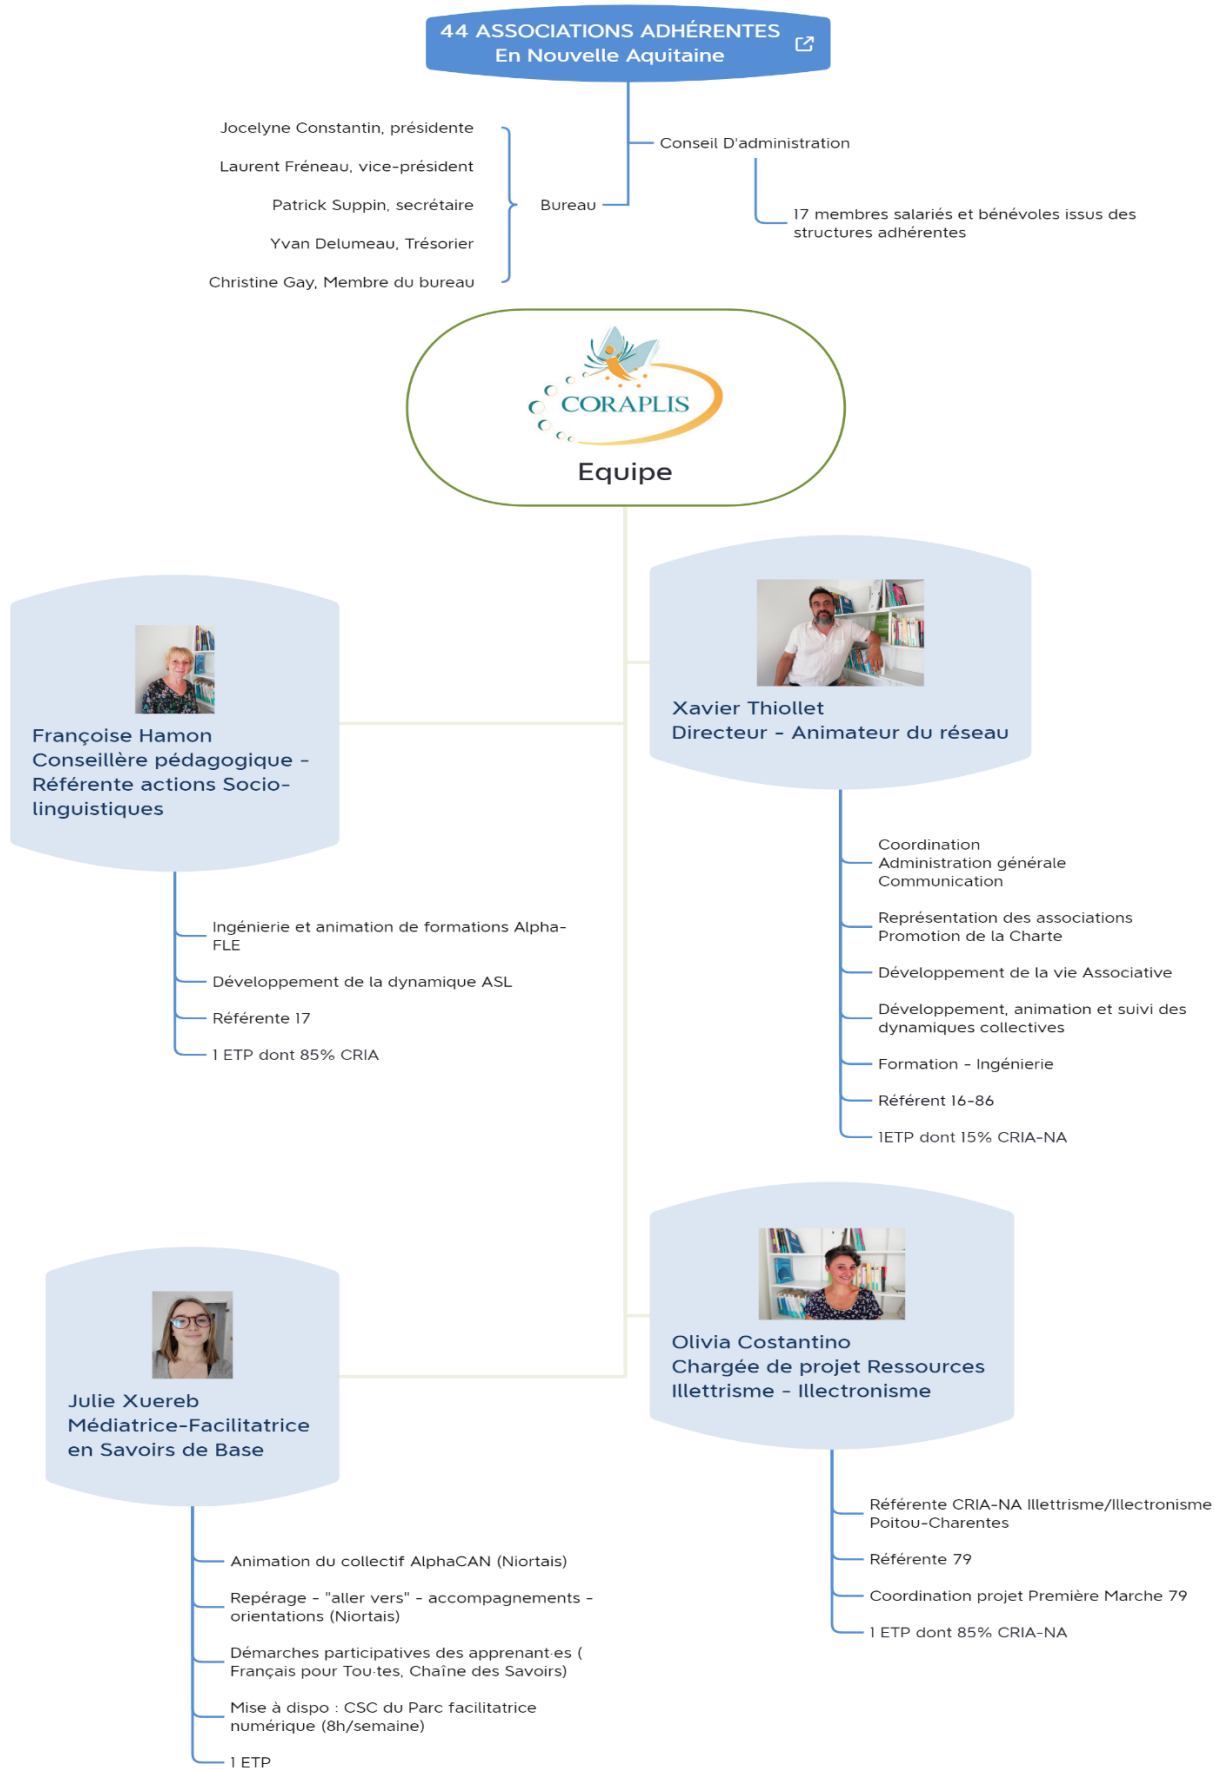 44 ASSOCIATIONS ADHÉRENTES
En Nouvelle Aquitaine
Jocelyne Constantin, présidente
Laurent Fréneau, vice-président
Patrick Suppin, secrétaire
Yvan Delumeau, Trésorier
Christine Gay, Membre du bureau
Bureau
Conseil D'administration
17 membres salariés et bénévoles issus des
structures adhérentes
CORAPLIS
Equipe
Françoise Hamon
Conseillère pédagogique -
Référente actions Socio-
linguistiques
Ingénierie et animation de formations Alpha-
FLE
Développement de la dynamique ASL
Référente 17
1 ETP dont 85% CRIA
Xavier Thiollet
Directeur - Animateur du réseau
Coordination
Administration générale
Communication
Représentation des associations
Promotion de la Charte
Développement de la vie Associative
Développement, animation et suivi des
dynamiques collectives
Formation - Ingénierie
Référent 16-86
1ETP dont 15% CRIA-NA
Julie Xuereb
Médiatrice-Facilitatrice
en Savoirs de Base
Animation du collectif AlphaCAN (Niortais)
Repérage - "aller vers" - accompagnements -
orientations (Niortais)
Démarches participatives des apprenant·es (
Français pour Tou·tes, Chaîne des Savoirs)
Mise à dispo : CSC du Parc facilitatrice
numérique (8h/semaine)
1 ETP
Olivia Costantino
Chargée de projet Ressources
Illettrisme - Illectronisme
Référente CRIA-NA Illettrisme/Illectronisme
Poitou-Charentes
Référente 79
Coordination projet Première Marche 79
1 ETP dont 85% CRIA-NA